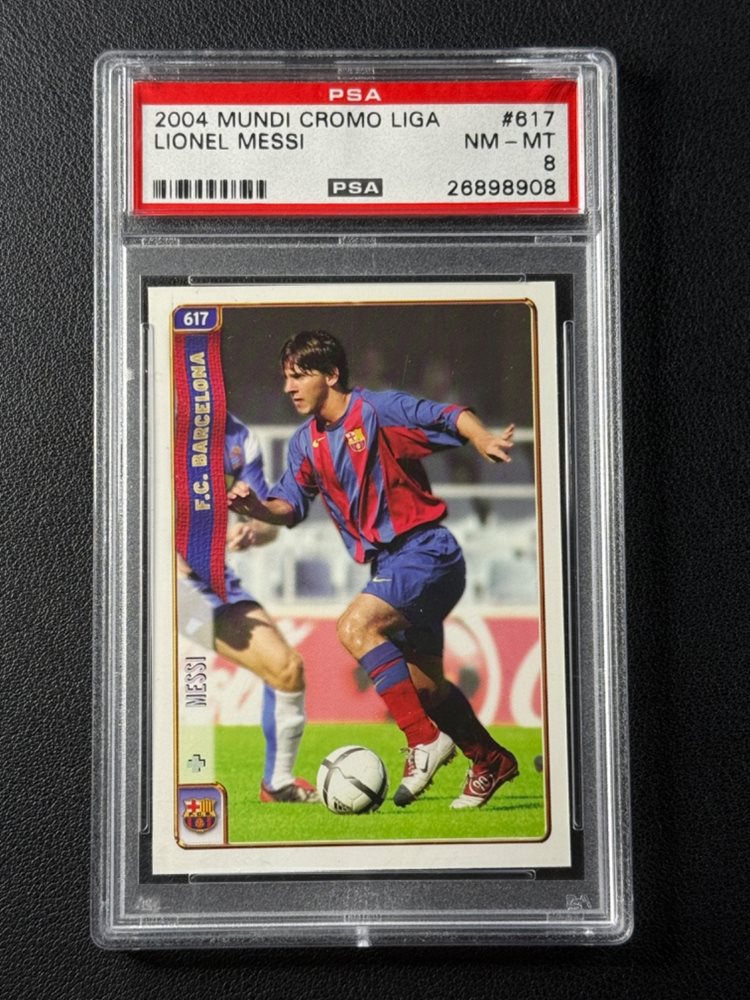 PSA
2004 MUNDI CROMO LIGA #617
LIONEL MESSI NM – MT
8
PSA 26898908
617
F.C. BARCELONA
MESSI